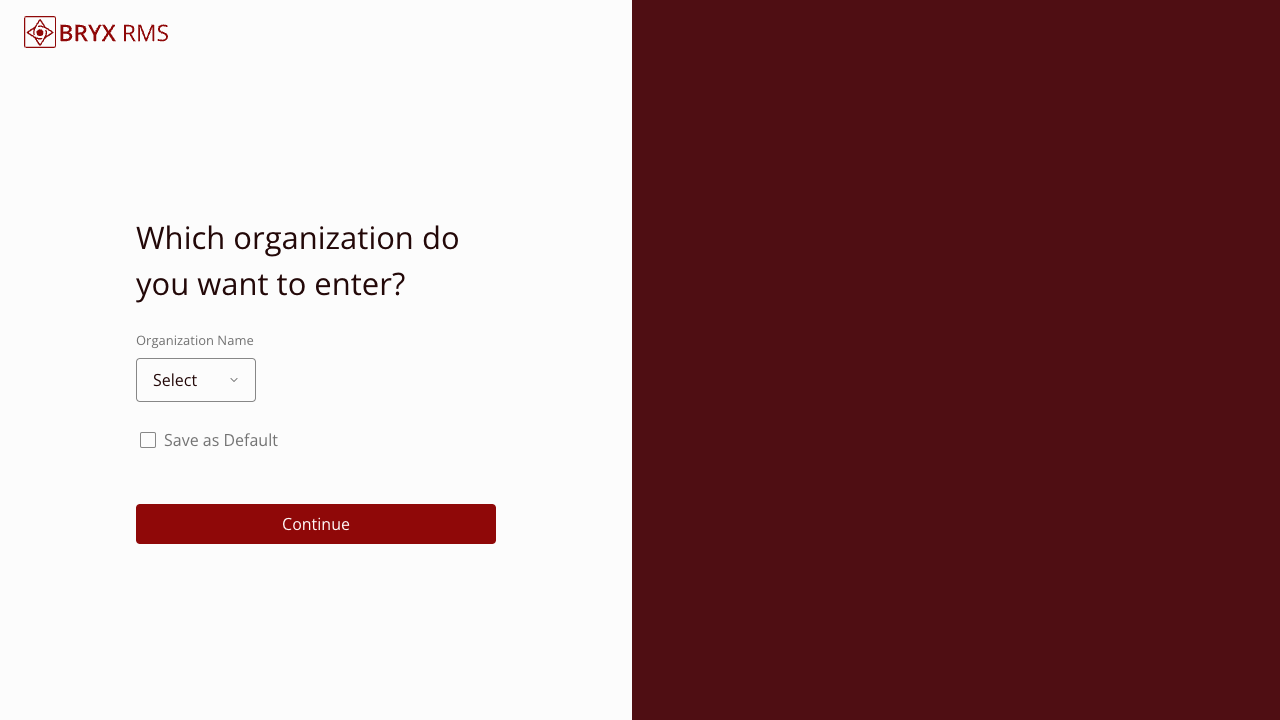 BRYX RMS
Which organization do
you want to enter?
Organization Name
Select
Save as Default
Continue